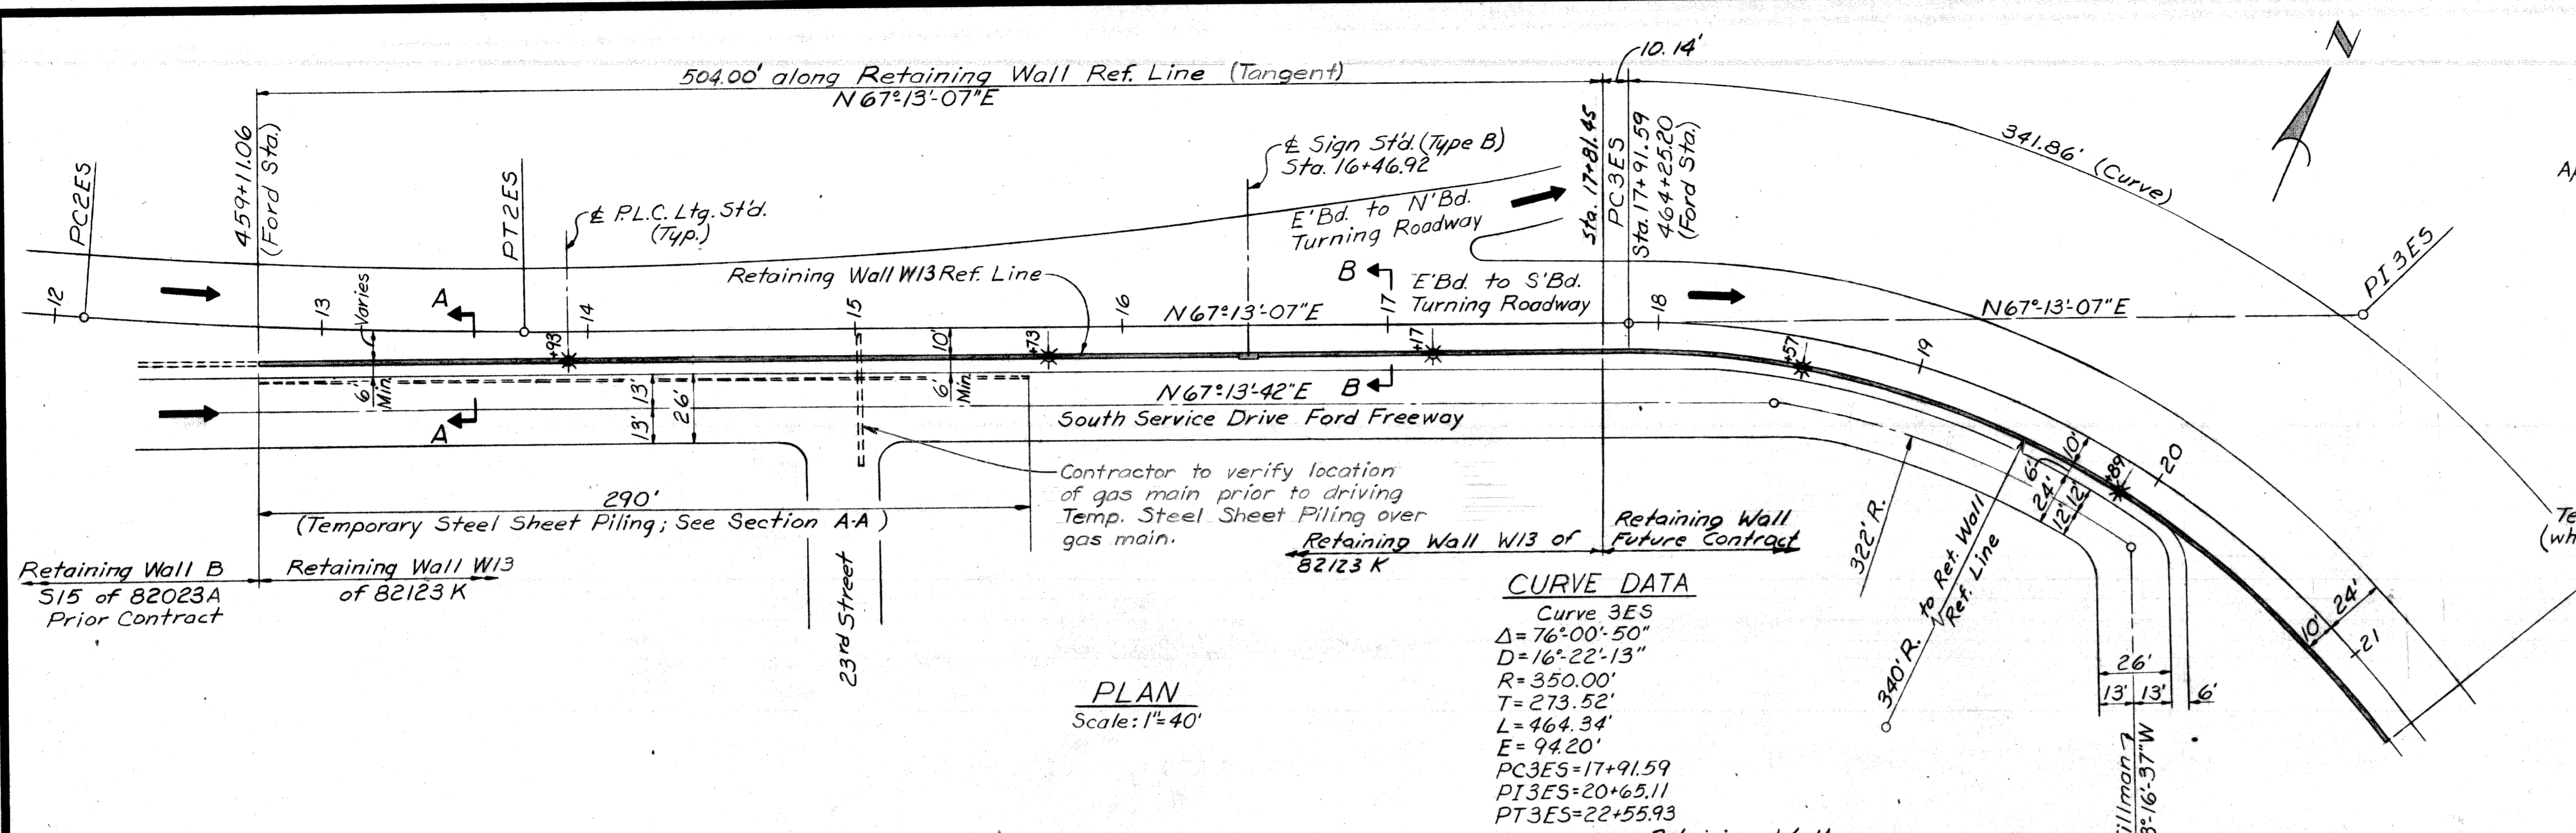 504.00' along Retaining Wall Ref. Line (Tangent)
N 67°-13'-07"E
10.14'
N
341.86' (Curve)
PC2ES
459+11.06
(Ford Sta.)
PT2ES
₵ P.L.C. Ltg. St'd.
(Typ.)
₵ Sign St'd. (Type B)
Sta. 16+46.92
E'Bd. to N'Bd.
Turning Roadway
Sta. 17+81.45
PC3ES
Sta. 17+91.59
464+25.20
(Ford Sta.)
PI 3ES
12
13
Varies
A
14
Retaining Wall W13 Ref. Line
15
16
N67°-13'-07"E
B
17
E'Bd. to S'Bd.
Turning Roadway
18
N67°-13'-07"E
19
20
21
+93
+73
+17
+57
+89
10'
6'
Min.
6'
Min.
13'
13'
26'
A
N67°-13'-42"E
B
South Service Drive Ford Freeway
Contractor to verify location
of gas main prior to driving
Temp. Steel Sheet Piling over
gas main.
290'
(Temporary Steel Sheet Piling; See Section A-A)
Retaining Wall B
S15 of 82023A
Prior Contract
Retaining Wall W13
of 82123 K
23rd Street
Retaining Wall W13 of
82123 K
Retaining Wall
Future Contract
322' R.
340' R. to Ret. Wall
Ref. Line
10'
6'
24'
12'
12'
10'
24'
26'
13'
13'
6'
PLAN
Scale: 1"=40'
CURVE DATA
Curve 3ES
Δ= 76°-00'-50"
D= 16°-22'-13"
R= 350.00'
T= 273.52'
L= 464.34'
E= 94.20'
PC3ES=17+91.59
PI3ES=20+65.11
PT3ES=22+55.93